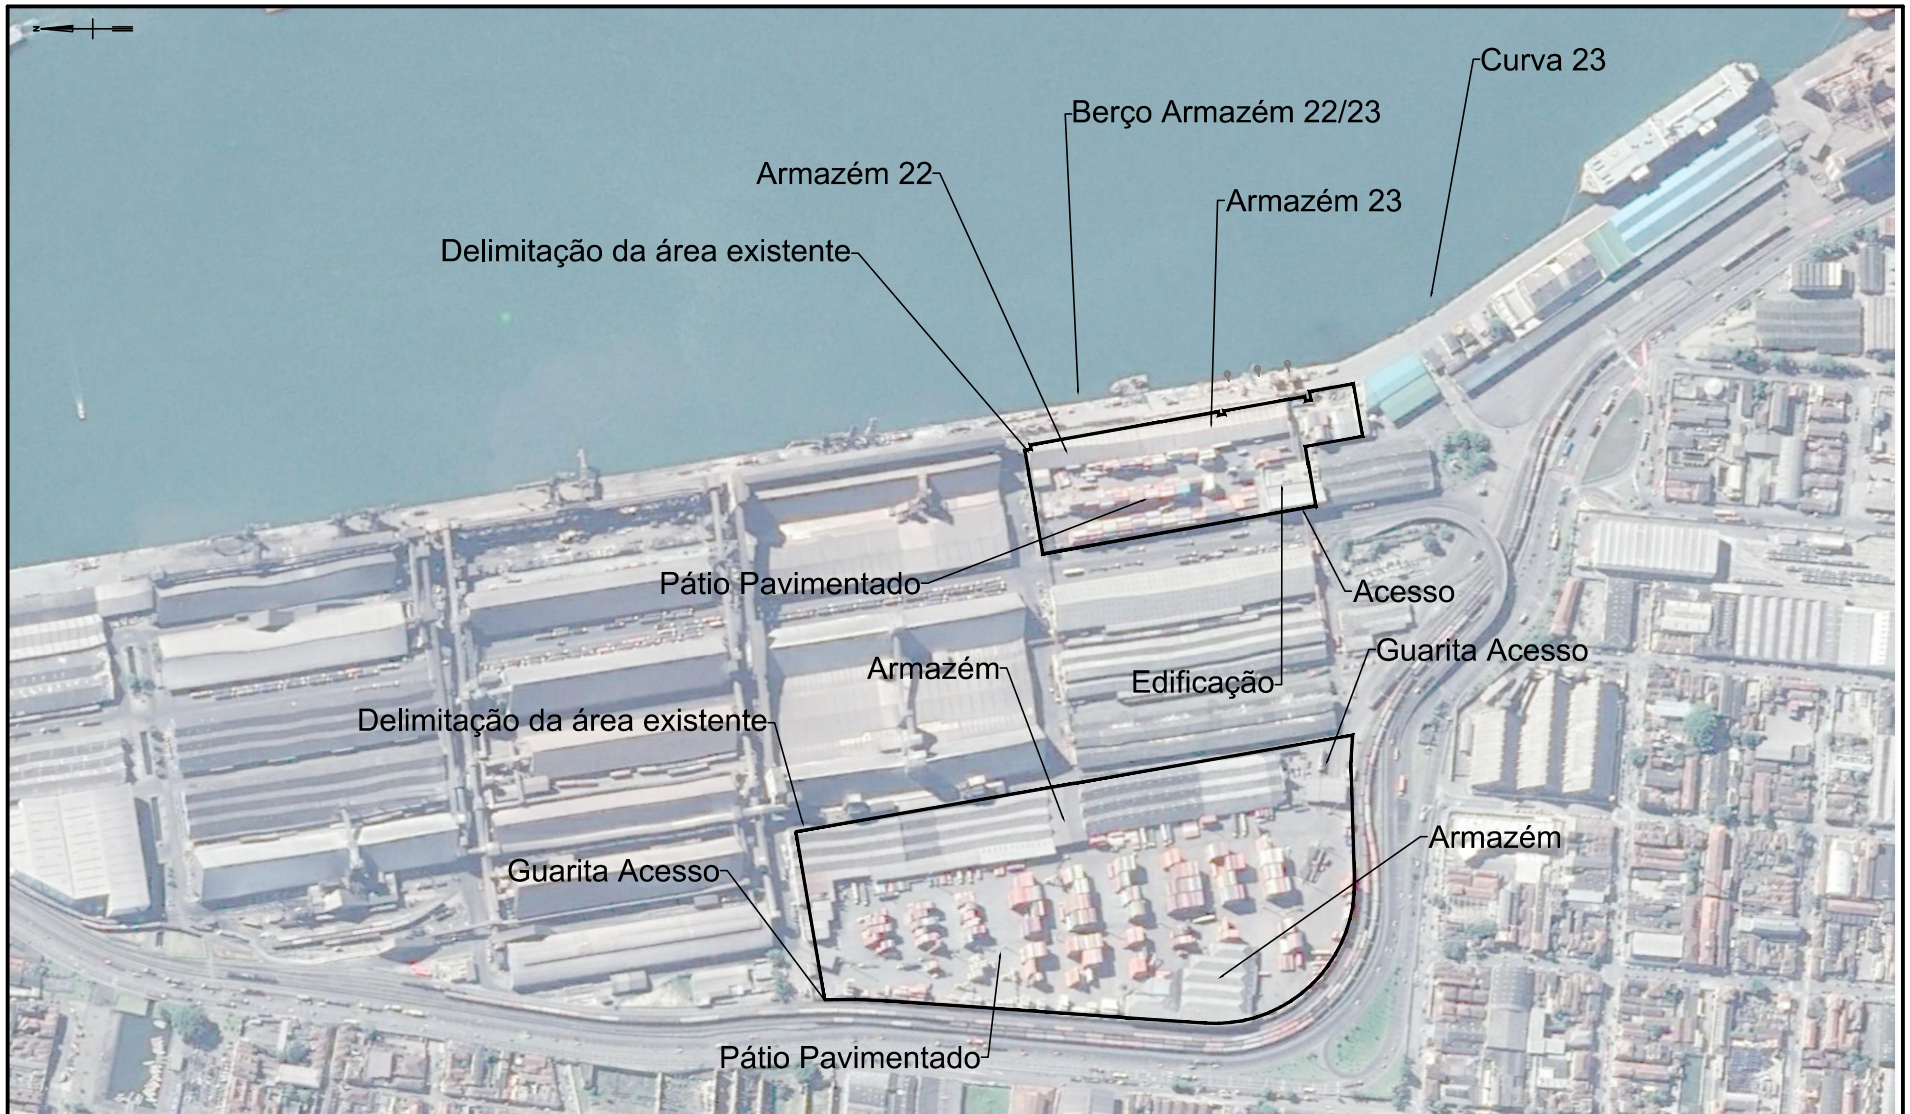 N
Curva 23
Berço Armazém 22/23
Armazém 22
Armazém 23
Delimitação da área existente
Pátio Pavimentado
Acesso
Guarita Acesso
Armazém
Edificação
Delimitação da área existente
Armazém
Guarita Acesso
Pátio Pavimentado